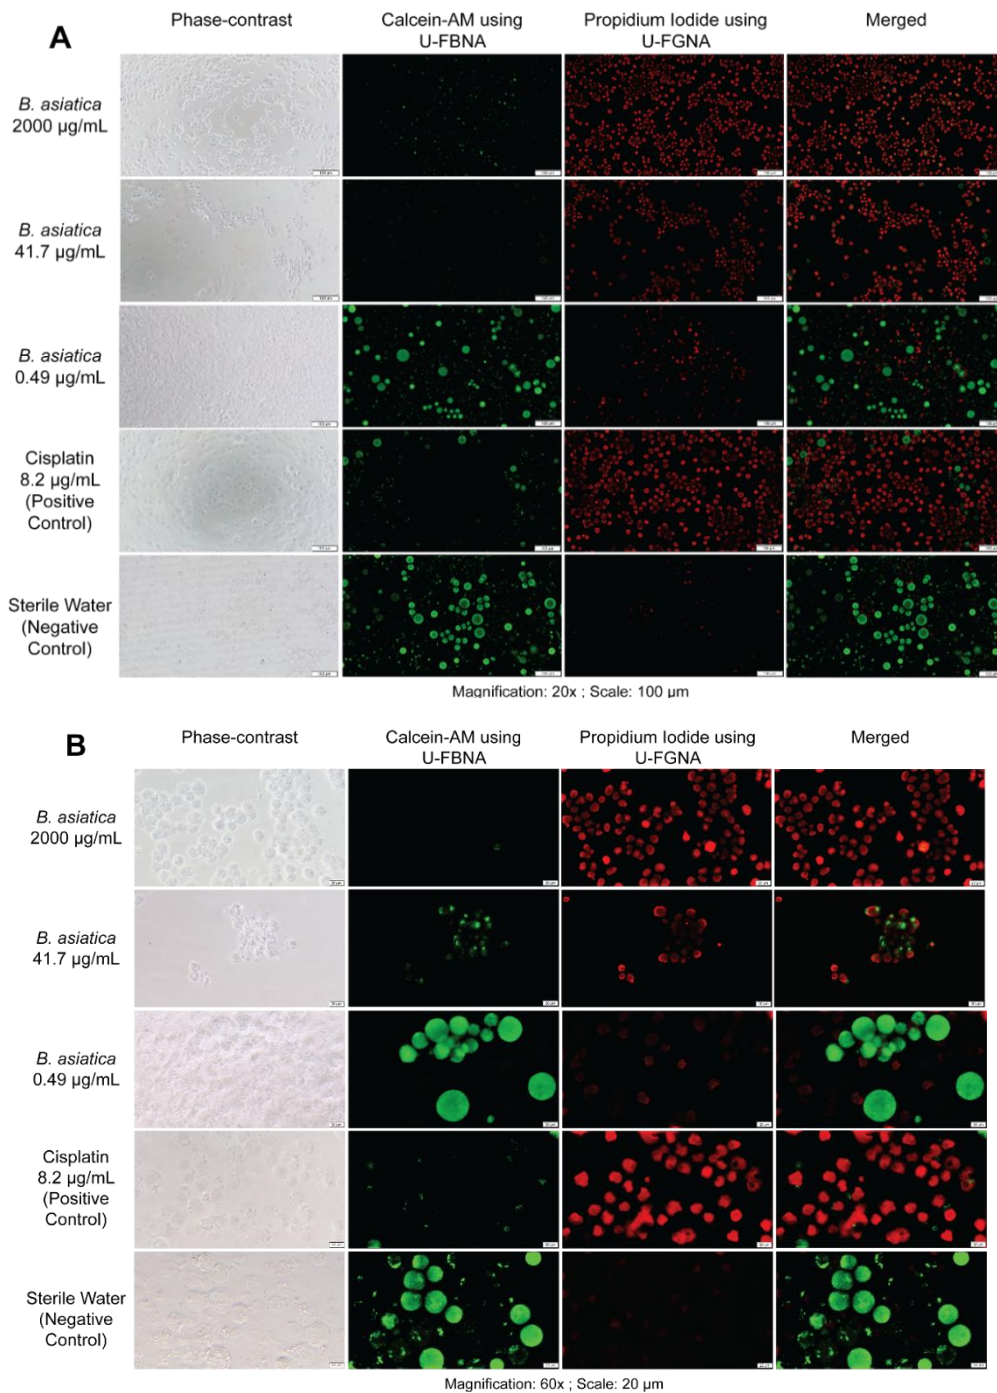 A
Phase-contrast
Calcein-AM using
U-FBNA
Propidium Iodide using
U-FGNA
Merged
B. asiatica
2000 µg/mL
B. asiatica
41.7 µg/mL
B. asiatica
0.49 µg/mL
Cisplatin
8.2 µg/mL
(Positive
Control)
Sterile Water
(Negative
Control)
Magnification: 20x ; Scale: 100 µm
B
Phase-contrast
Calcein-AM using
U-FBNA
Propidium Iodide using
U-FGNA
Merged
B. asiatica
2000 µg/mL
B. asiatica
41.7 µg/mL
B. asiatica
0.49 µg/mL
Cisplatin
8.2 µg/mL
(Positive
Control)
Sterile Water
(Negative
Control)
Magnification: 60x ; Scale: 20 µm